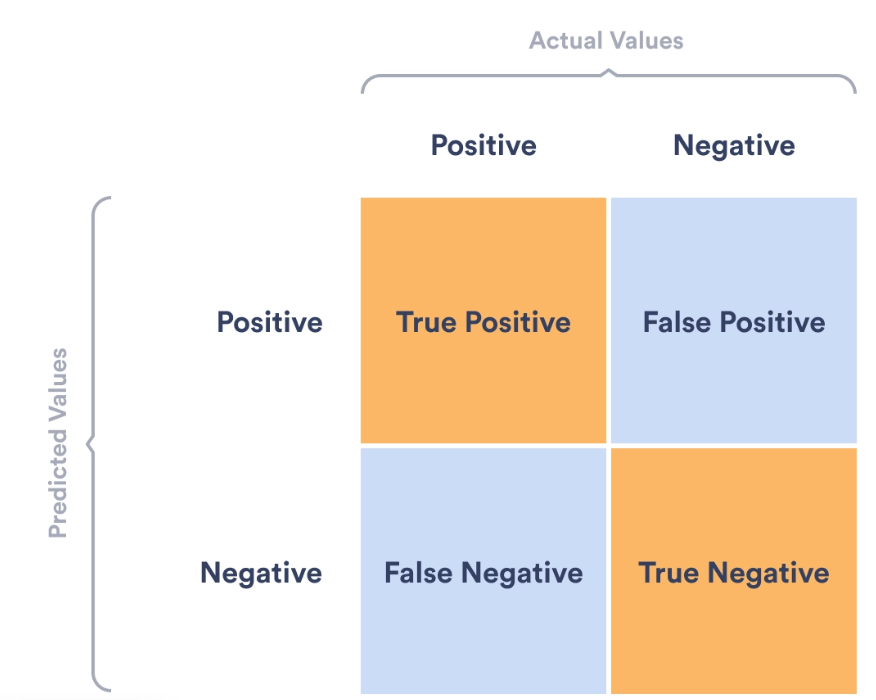 Actual Values
Positive Negative
Predicted Values
Positive True Positive False Positive
Negative False Negative True Negative